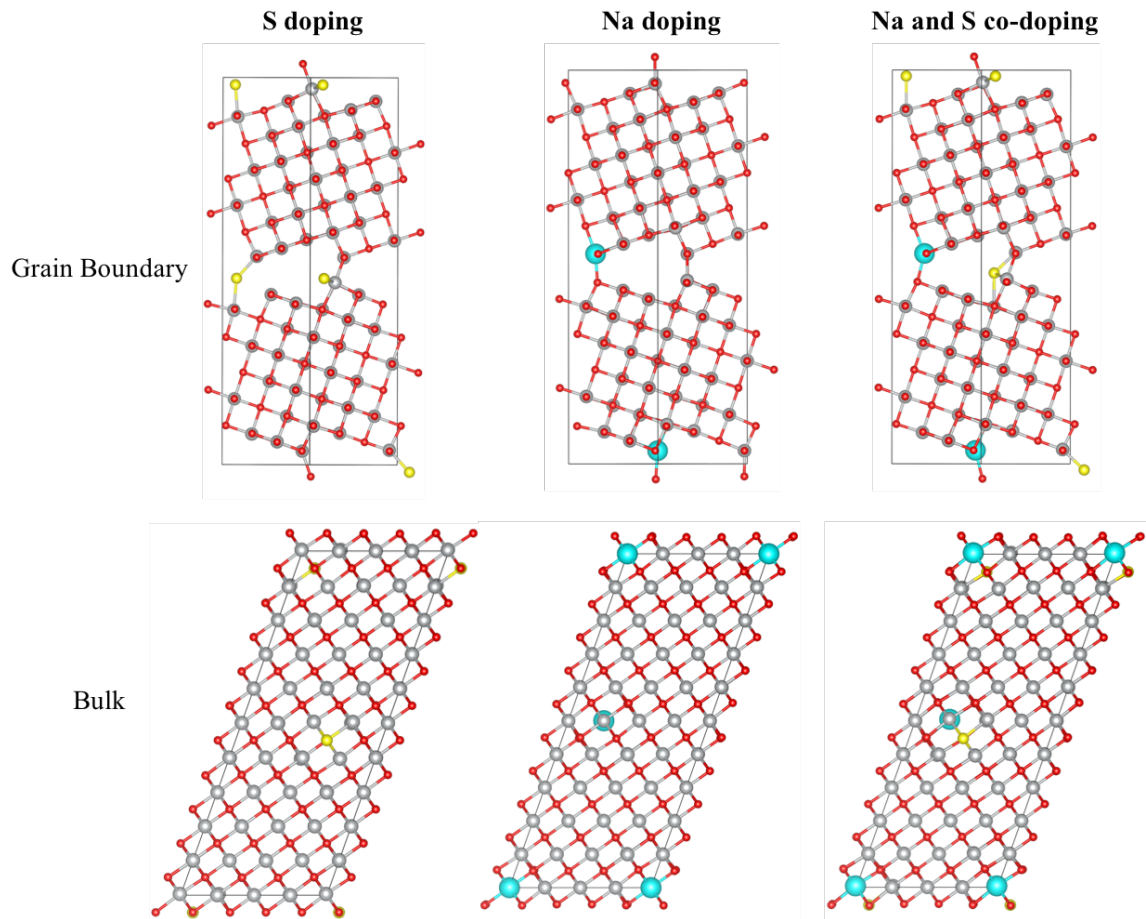 S doping
Na doping
Na and S co-doping
Grain Boundary
Bulk